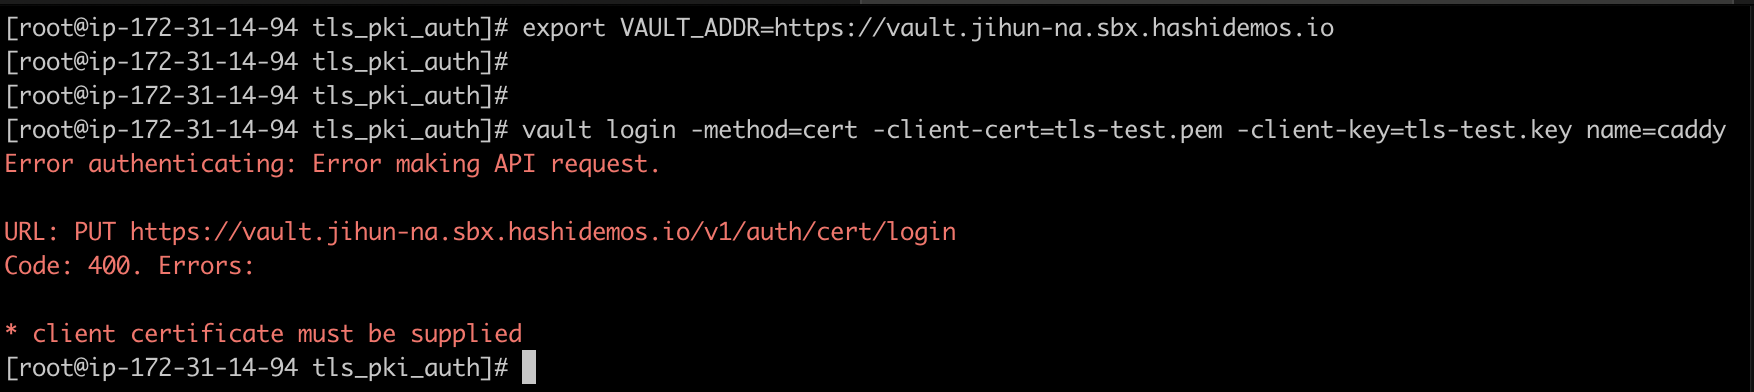 [root@ip-172-31-14-94 tls_pki_auth]# export VAULT_ADDR=https://vault.jihun-na.sbx.hashidemos.io
[root@ip-172-31-14-94 tls_pki_auth]#
[root@ip-172-31-14-94 tls_pki_auth]#
[root@ip-172-31-14-94 tls_pki_auth]# vault login -method=cert -client-cert=tls-test.pem -client-key=tls-test.key name=caddy
Error authenticating: Error making API request.
URL: PUT https://vault.jihun-na.sbx.hashidemos.io/v1/auth/cert/login
Code: 400. Errors:
* client certificate must be supplied
[root@ip-172-31-14-94 tls_pki_auth]#